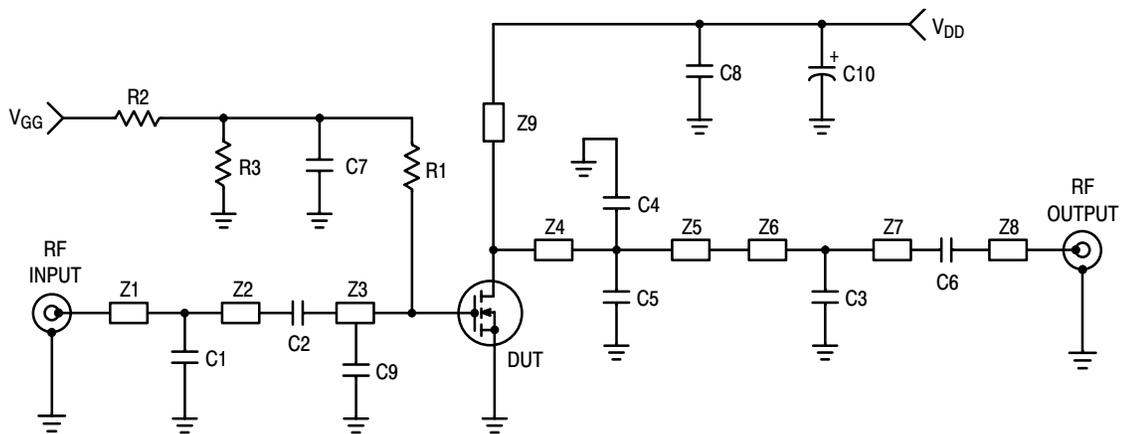 VDD
C8
+
C10
R2
VGG
Z9
R3
C7
R1
C4
RF
OUTPUT
Z4
Z5
Z6
Z7
Z8
RF
INPUT
C6
C5
C3
Z1
Z2
Z3
C2
C1
C9
DUT